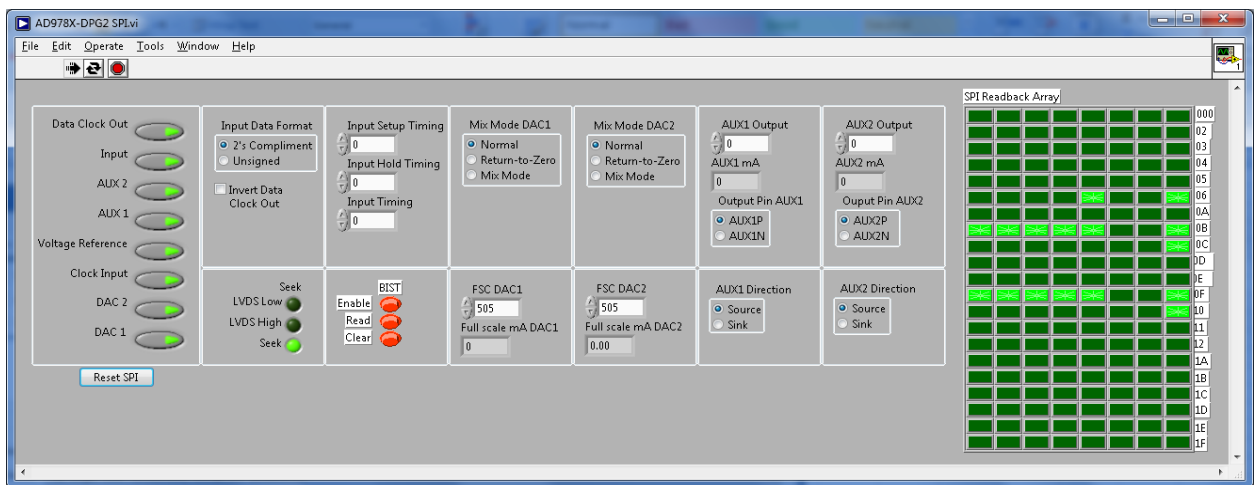 AD978X-DPG2 SPI.vi
File Edit Operate Tools Window Help
1
Data Clock Out
Input
AUX 2
AUX 1
Voltage Reference
Clock Input
DAC 2
DAC 1
Reset SPI
Input Data Format
2's Compliment
Unsigned
Invert Data
Clock Out
Input Setup Timing
0
Input Hold Timing
0
Input Timing
0
Mix Mode DAC1
Normal
Return-to-Zero
Mix Mode
Mix Mode DAC2
Normal
Return-to-Zero
Mix Mode
AUX1 Output
0
AUX1 mA
0
Output Pin AUX1
AUX1P
AUX1N
AUX2 Output
0
AUX2 mA
0
Ouput Pin AUX2
AUX2P
AUX2N
Seek
LVDS Low
LVDS High
Seek
BIST
Enable
Read
Clear
FSC DAC1
505
Full scale mA DAC1
0
FSC DAC2
505
Full scale mA DAC2
0.00
AUX1 Direction
Source
Sink
AUX2 Direction
Source
Sink
SPI Readback Array
000
02
03
04
05
06
0A
0B
0C
0D
0E
0F
10
11
12
1A
1B
1C
1D
1E
1F